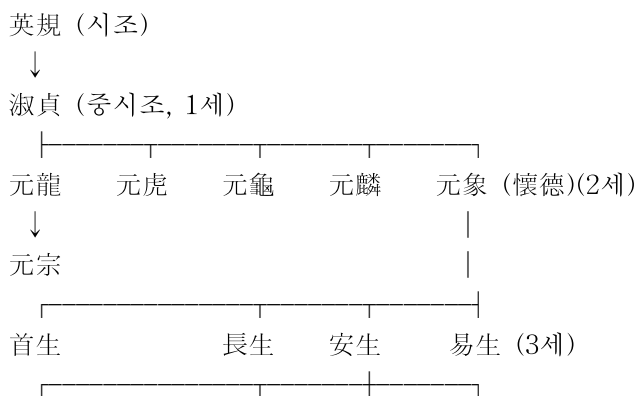 英規 (시조)
↓
淑貞 (중시조, 1세)
元龍 元虎 元龜 元麟 元象 (懷德)(2세)
↓
元宗
首生 長生 安生 易生 (3세)